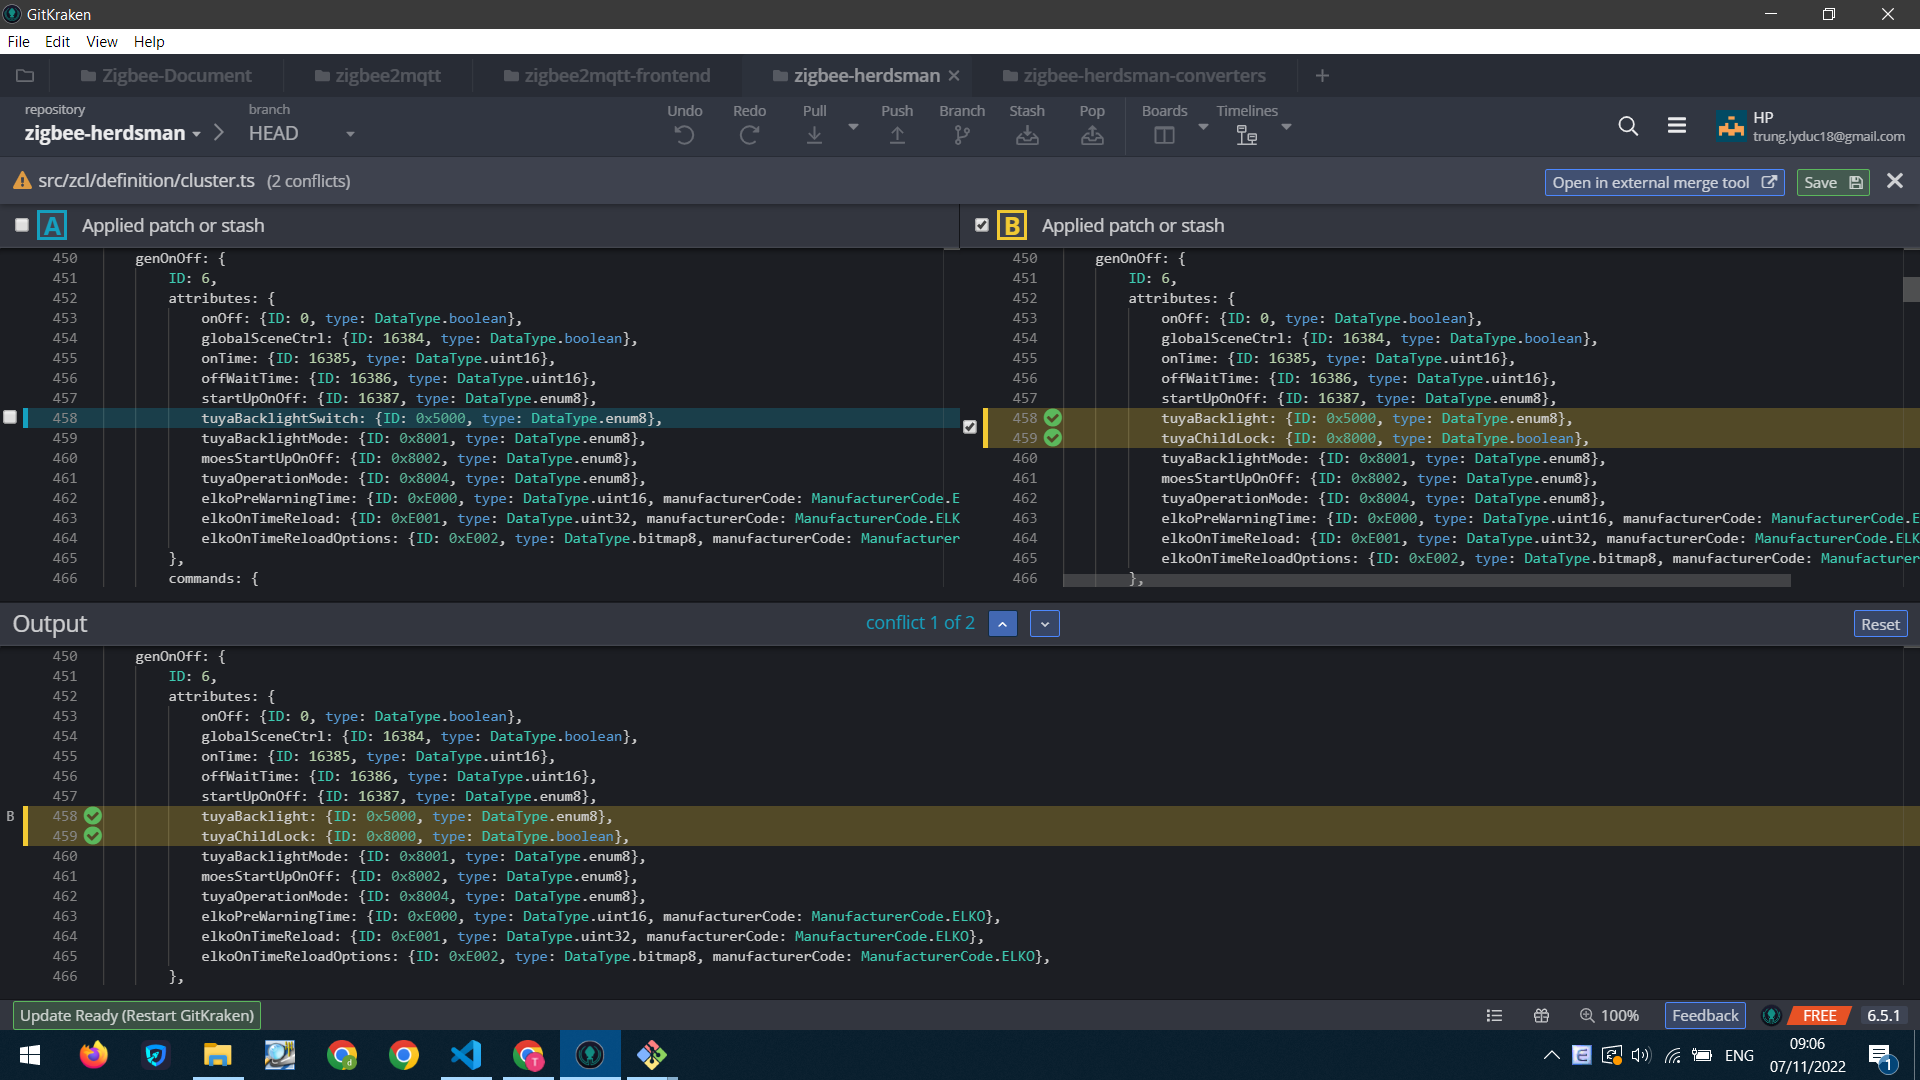 GitKraken
File Edit View Help
Zigbee-Document zigbee2mqtt zigbee2mqtt-frontend zigbee-herdsman zigbee-herdsman-converters
repository branch Undo Redo Pull Push Branch Stash Pop Boards Timelines
zigbee-herdsman HEAD
HP
trung.lyduc18@gmail.com
src/zcl/definition/cluster.ts (2 conflicts) Open in external merge tool Save
A Applied patch or stash
450 genOnOff: {
451 ID: 6,
452 attributes: {
453 onOff: {ID: 0, type: DataType.boolean},
454 globalSceneCtrl: {ID: 16384, type: DataType.boolean},
455 onTime: {ID: 16385, type: DataType.uint16},
456 offWaitTime: {ID: 16386, type: DataType.uint16},
457 startUpOnOff: {ID: 16387, type: DataType.enum8},
458 tuyaBacklightSwitch: {ID: 0x5000, type: DataType.enum8},
459 tuyaBacklightMode: {ID: 0x8001, type: DataType.enum8},
460 moesStartUpOnOff: {ID: 0x8002, type: DataType.enum8},
461 tuyaOperationMode: {ID: 0x8004, type: DataType.enum8},
462 elkoPreWarningTime: {ID: 0xE000, type: DataType.uint16, manufacturerCode: ManufacturerCode.E
463 elkoOnTimeReload: {ID: 0xE001, type: DataType.uint32, manufacturerCode: ManufacturerCode.ELK
464 elkoOnTimeReloadOptions: {ID: 0xE002, type: DataType.bitmap8, manufacturerCode: Manufacturer
465 },
466 commands: {
B Applied patch or stash
450 genOnOff: {
451 ID: 6,
452 attributes: {
453 onOff: {ID: 0, type: DataType.boolean},
454 globalSceneCtrl: {ID: 16384, type: DataType.boolean},
455 onTime: {ID: 16385, type: DataType.uint16},
456 offWaitTime: {ID: 16386, type: DataType.uint16},
457 startUpOnOff: {ID: 16387, type: DataType.enum8},
458 tuyaBacklight: {ID: 0x5000, type: DataType.enum8},
459 tuyaChildLock: {ID: 0x8000, type: DataType.boolean},
460 tuyaBacklightMode: {ID: 0x8001, type: DataType.enum8},
461 moesStartUpOnOff: {ID: 0x8002, type: DataType.enum8},
462 tuyaOperationMode: {ID: 0x8004, type: DataType.enum8},
463 elkoPreWarningTime: {ID: 0xE000, type: DataType.uint16, manufacturerCode: ManufacturerCode.E
464 elkoOnTimeReload: {ID: 0xE001, type: DataType.uint32, manufacturerCode: ManufacturerCode.ELK
465 elkoOnTimeReloadOptions: {ID: 0xE002, type: DataType.bitmap8, manufacturerCode: Manufacturer
466 },
Output conflict 1 of 2 Reset
450 genOnOff: {
451 ID: 6,
452 attributes: {
453 onOff: {ID: 0, type: DataType.boolean},
454 globalSceneCtrl: {ID: 16384, type: DataType.boolean},
455 onTime: {ID: 16385, type: DataType.uint16},
456 offWaitTime: {ID: 16386, type: DataType.uint16},
457 startUpOnOff: {ID: 16387, type: DataType.enum8},
B 458 tuyaBacklight: {ID: 0x5000, type: DataType.enum8},
459 tuyaChildLock: {ID: 0x8000, type: DataType.boolean},
460 tuyaBacklightMode: {ID: 0x8001, type: DataType.enum8},
461 moesStartUpOnOff: {ID: 0x8002, type: DataType.enum8},
462 tuyaOperationMode: {ID: 0x8004, type: DataType.enum8},
463 elkoPreWarningTime: {ID: 0xE000, type: DataType.uint16, manufacturerCode: ManufacturerCode.ELKO},
464 elkoOnTimeReload: {ID: 0xE001, type: DataType.uint32, manufacturerCode: ManufacturerCode.ELKO},
465 elkoOnTimeReloadOptions: {ID: 0xE002, type: DataType.bitmap8, manufacturerCode: ManufacturerCode.ELKO},
466 },
Update Ready (Restart GitKraken) 100% Feedback FREE 6.5.1
ENG
09:06
07/11/2022
1